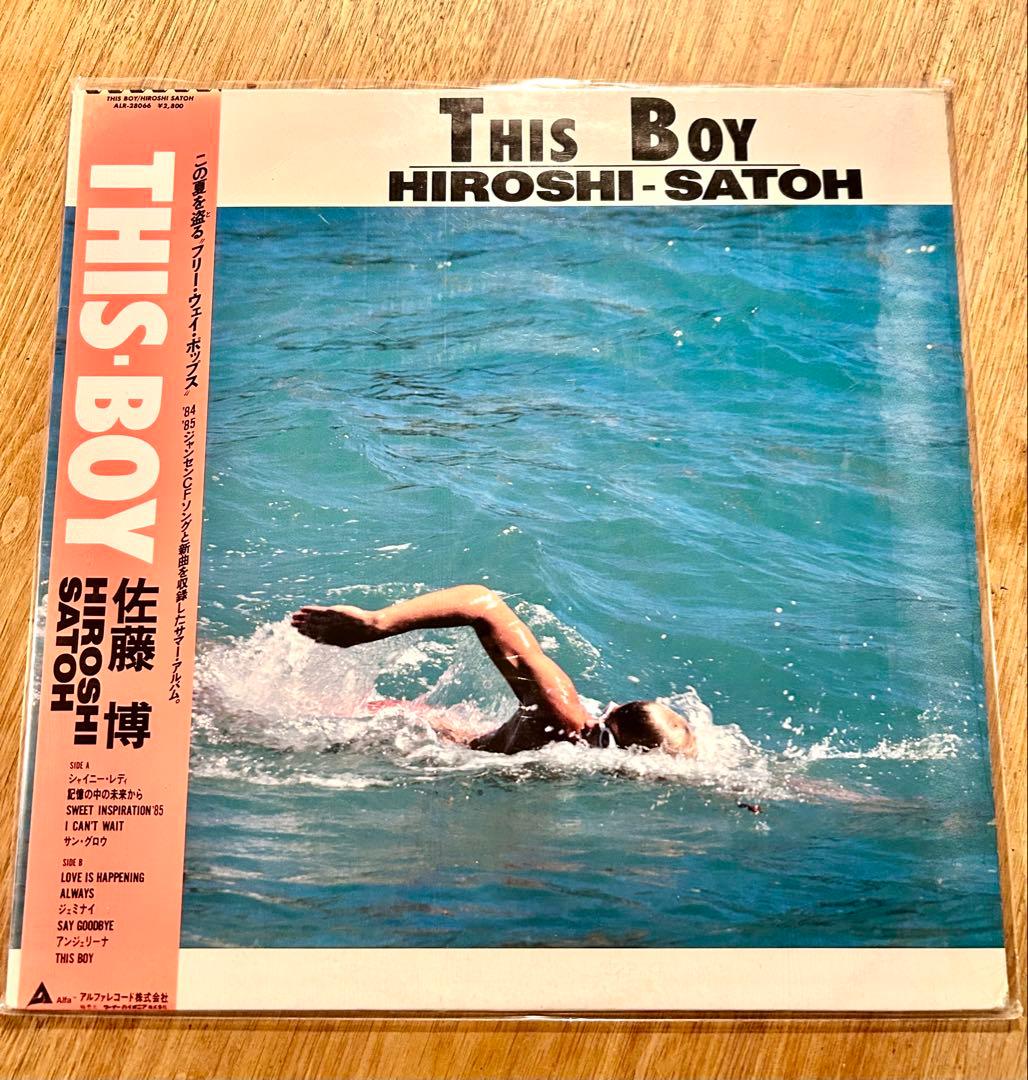 THIS BOY/HIROSHI SATOH
ALR-28066 ¥2,800
THIS BOY
HIROSHI-SATOH
THIS・BOY
この夏を盗る〝フリー・ウェイ・ポップス〟
と
'84 '85ジャンセンCFソングと新曲を収録したサマー・アルバム。
佐藤 博
HIROSHI
SATOH
SIDE A
シャイニー・レディ
記憶の中の未来から
SWEET INSPIRATION'85
I CAN'T WAIT
サン・グロウ
SIDE B
LOVE IS HAPPENING
ALWAYS
ジェミナイ
SAY GOODBYE
アンジェリーナ
THIS BOY
Alfa アルファレコード株式会社